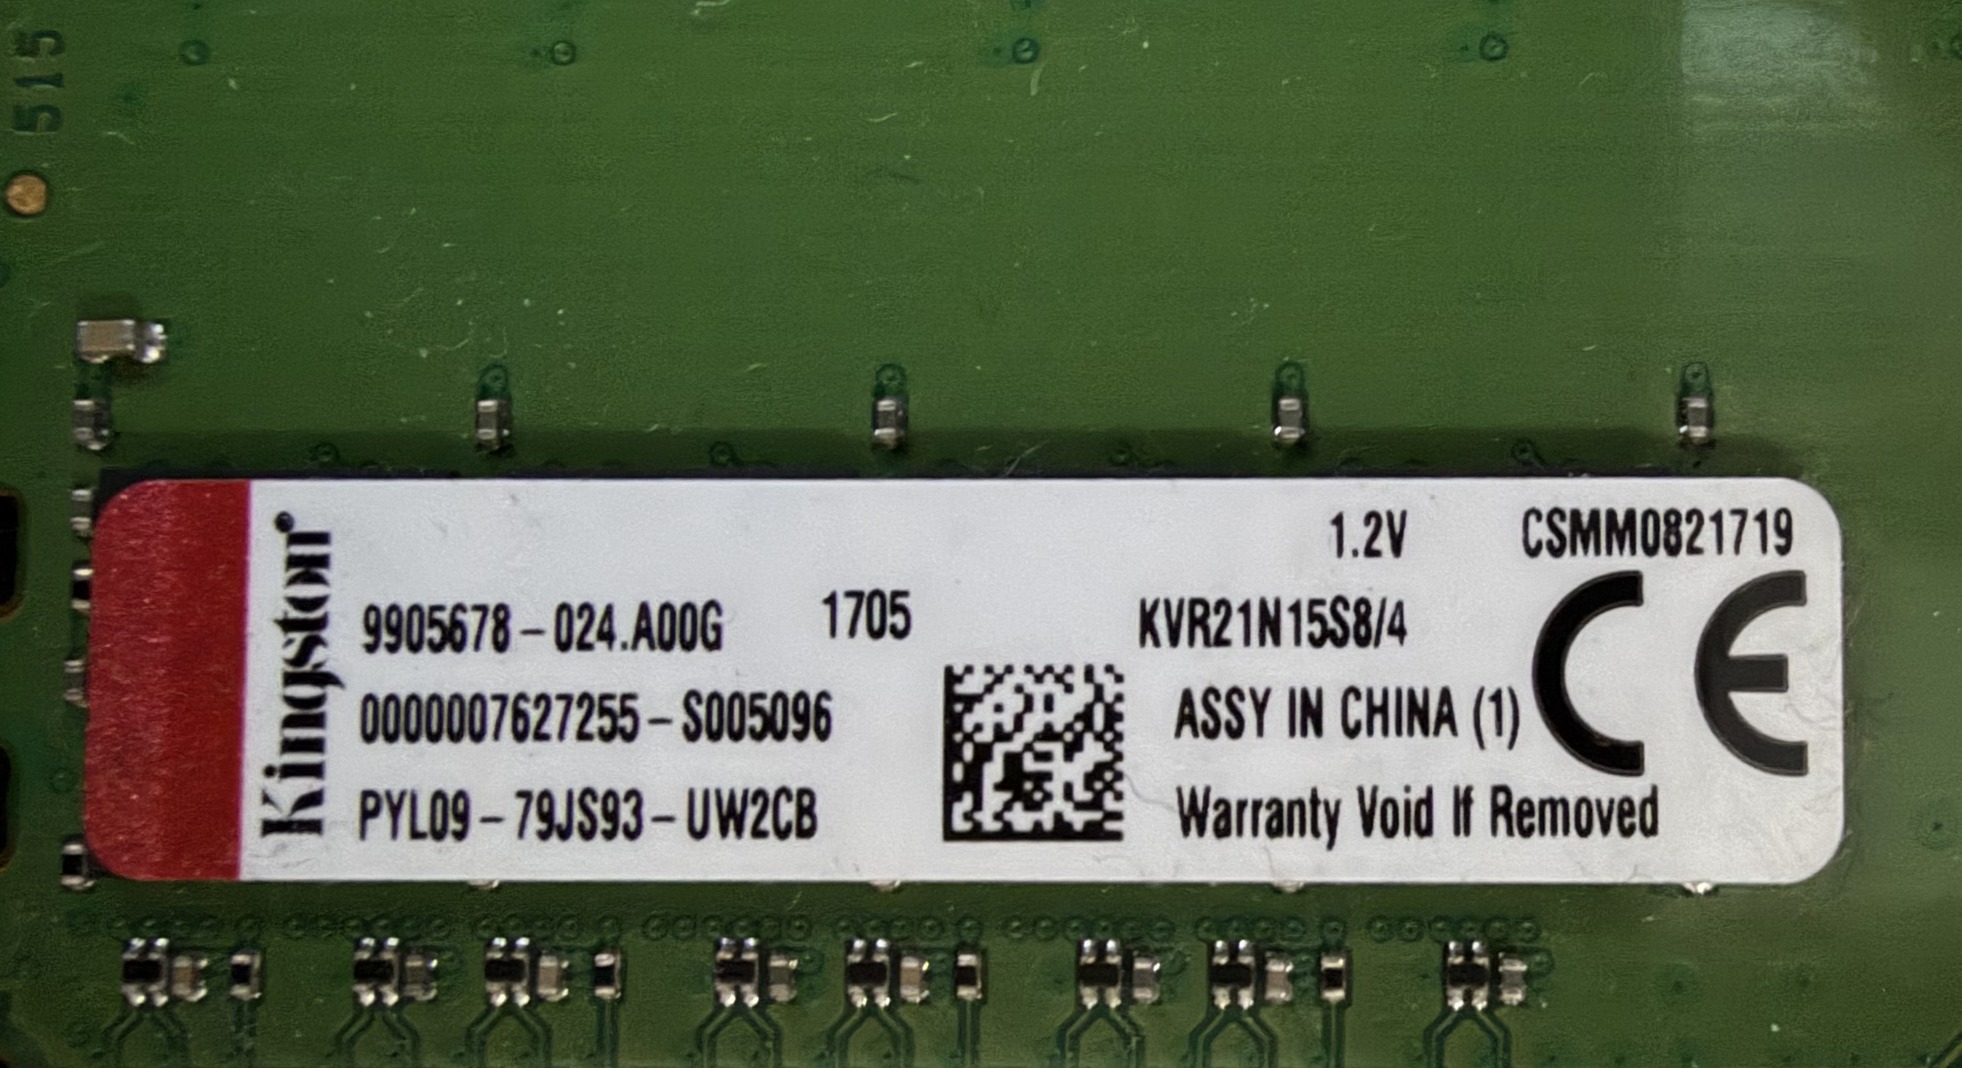 515
Kingston
1.2V CSMM0821719
9905678-024.A00G 1705 KVR21N15S8/4
0000007627255-S005096 ASSY IN CHINA (1)
PYL09-79JS93-UW2CB Warranty Void If Removed
CE